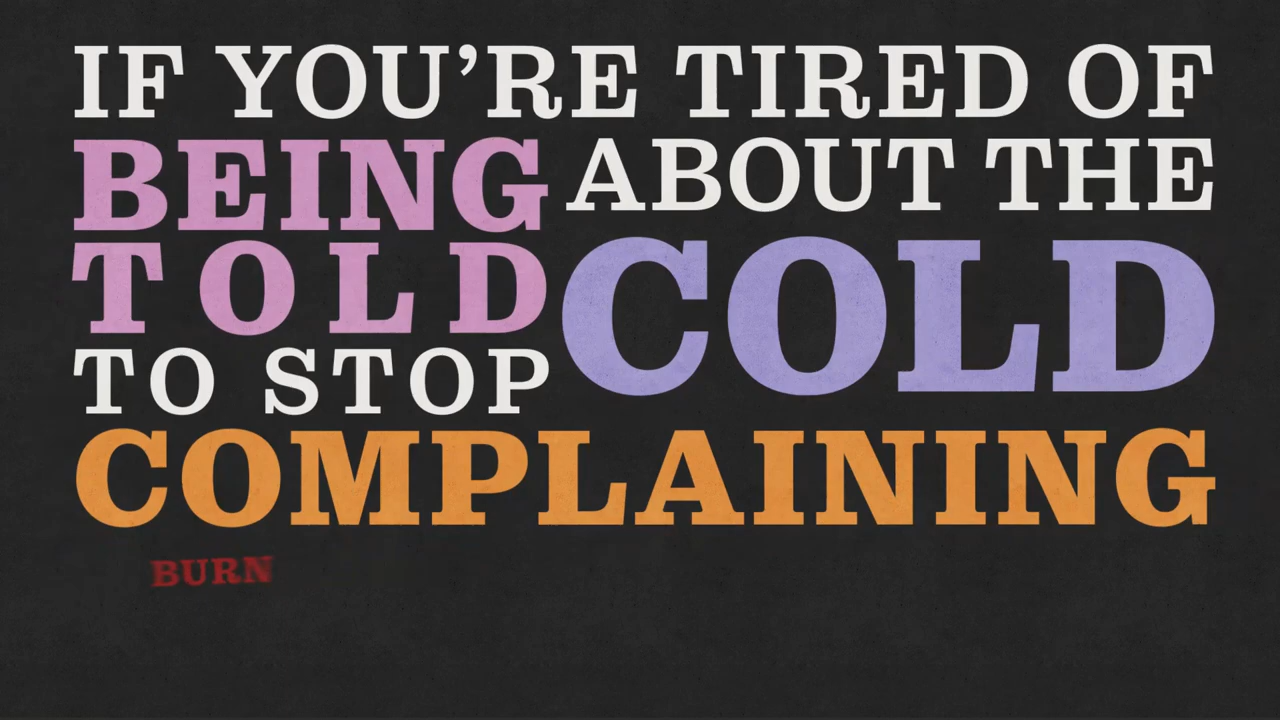 IF YOU’RE TIRED OF
BEING
TOLD
TO STOP
COMPLAINING
ABOUT THE
COLD
BURN